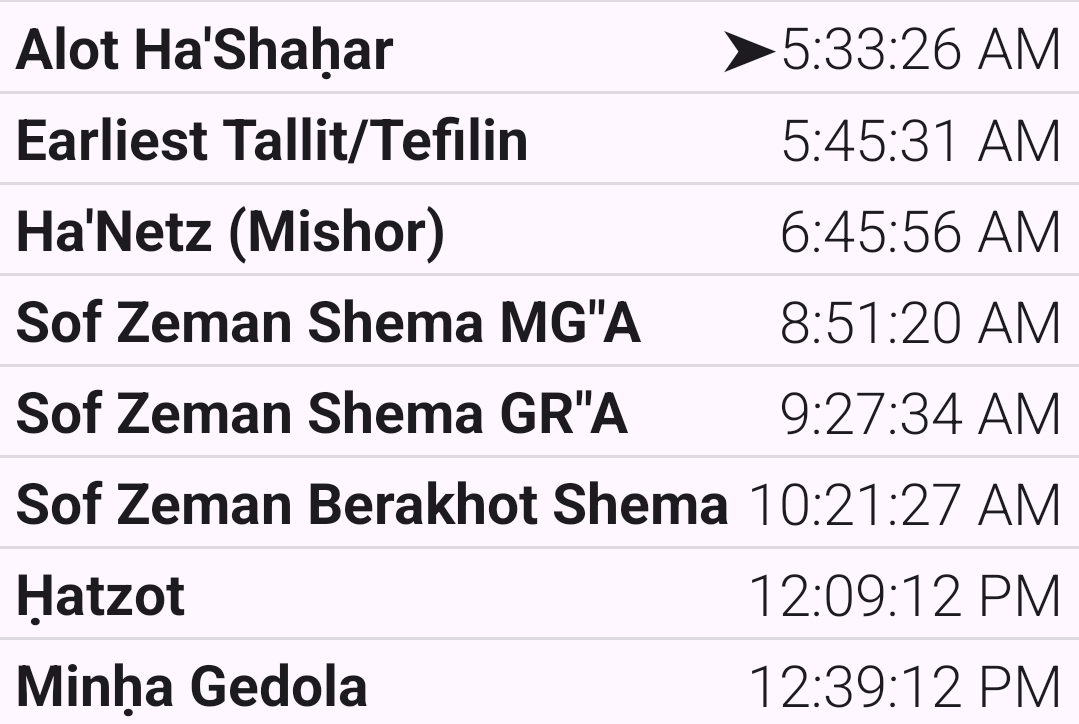 Alot Ha'Shaḥar ➤5:33:26 AM
Earliest Tallit/Tefilin 5:45:31 AM
Ha'Netz (Mishor) 6:45:56 AM
Sof Zeman Shema MG"A 8:51:20 AM
Sof Zeman Shema GR"A 9:27:34 AM
Sof Zeman Berakhot Shema 10:21:27 AM
Ḥatzot 12:09:12 PM
Minḥa Gedola 12:39:12 PM